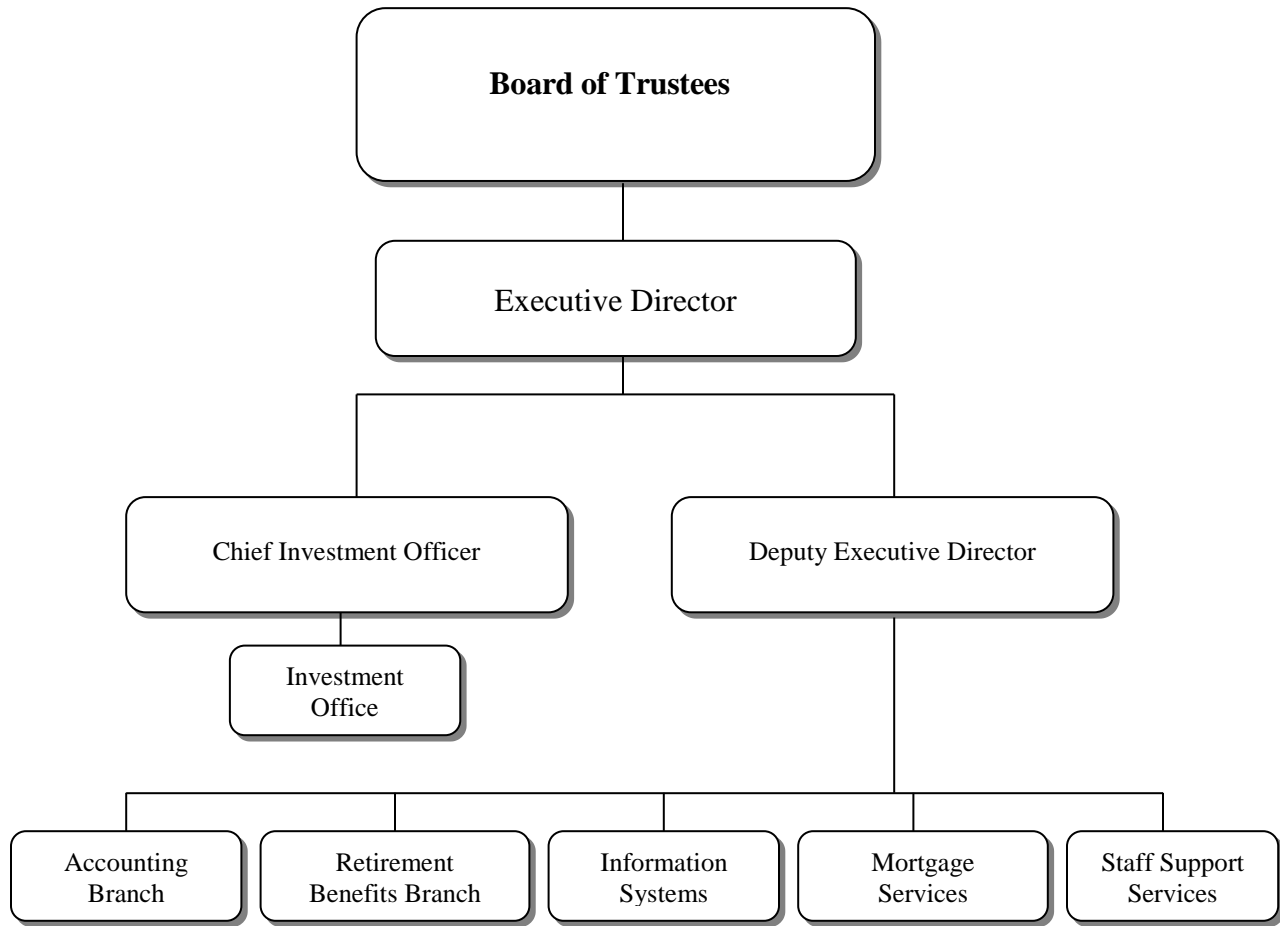 Board of Trustees
Executive Director
Chief Investment Officer
Deputy Executive Director
Investment
Office
Accounting
Branch
Retirement
Benefits Branch
Information
Systems
Mortgage
Services
Staff Support
Services